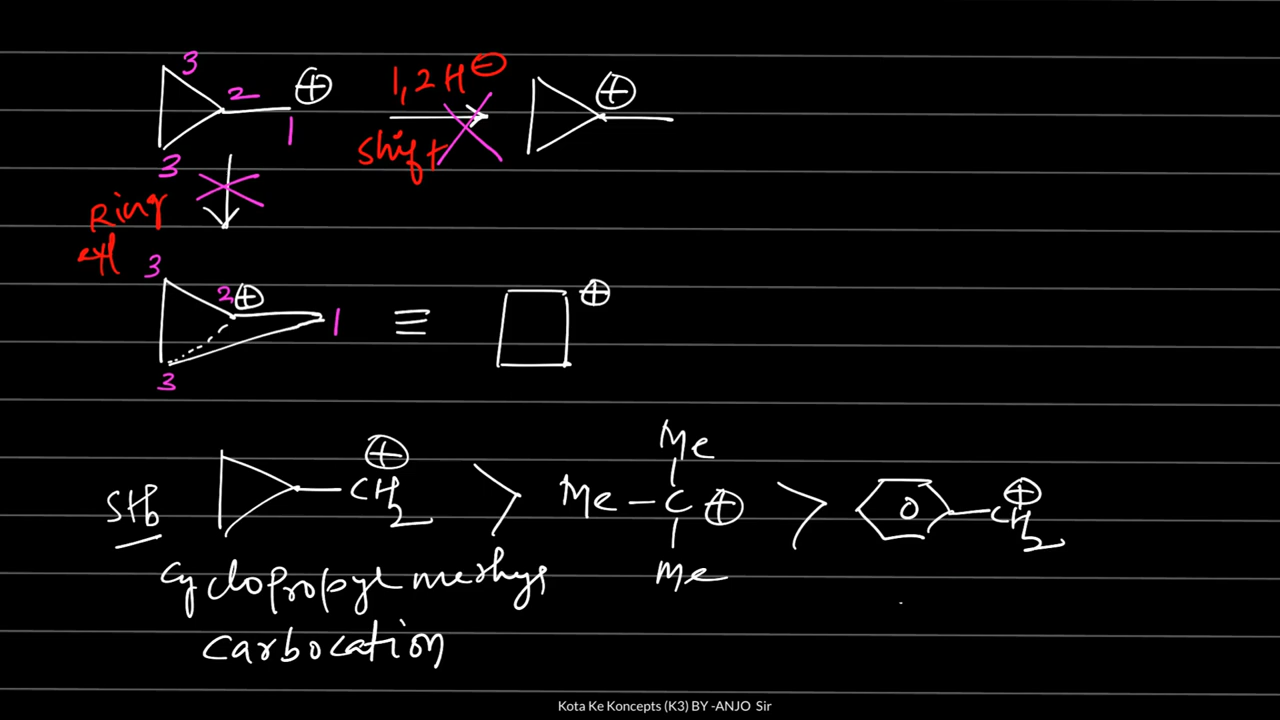 3
2
⊕
1
3
1,2 H⊖
shift
⊕
Ring
3
2
⊕
1
3
≡
⊕
Stb
CH2
⊕
>
Me
Me - C ⊕
Me
>
CH2
⊕
Cyclopropyl methyl
Carbocation
Kota Ke Koncepts (K3) BY -ANJO Sir